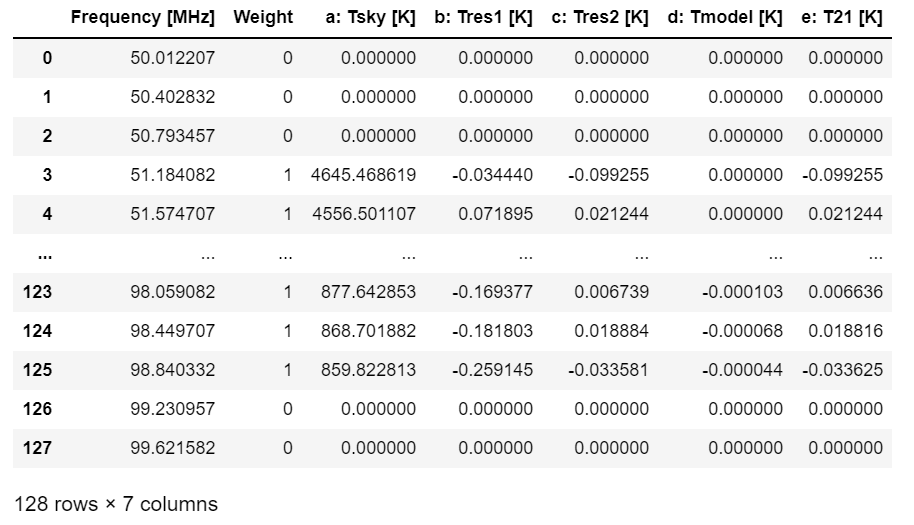 Frequency [MHz] Weight a: Tsky [K] b: Tres1 [K] c: Tres2 [K] d: Tmodel [K] e: T21 [K]
0 50.012207 0 0.000000 0.000000 0.000000 0.000000 0.000000
1 50.402832 0 0.000000 0.000000 0.000000 0.000000 0.000000
2 50.793457 0 0.000000 0.000000 0.000000 0.000000 0.000000
3 51.184082 1 4645.468619 -0.034440 -0.099255 0.000000 -0.099255
4 51.574707 1 4556.501107 0.071895 0.021244 0.000000 0.021244
... ... ... ... ... ... ... ...
123 98.059082 1 877.642853 -0.169377 0.006739 -0.000103 0.006636
124 98.449707 1 868.701882 -0.181803 0.018884 -0.000068 0.018816
125 98.840332 1 859.822813 -0.259145 -0.033581 -0.000044 -0.033625
126 99.230957 0 0.000000 0.000000 0.000000 0.000000 0.000000
127 99.621582 0 0.000000 0.000000 0.000000 0.000000 0.000000
128 rows × 7 columns